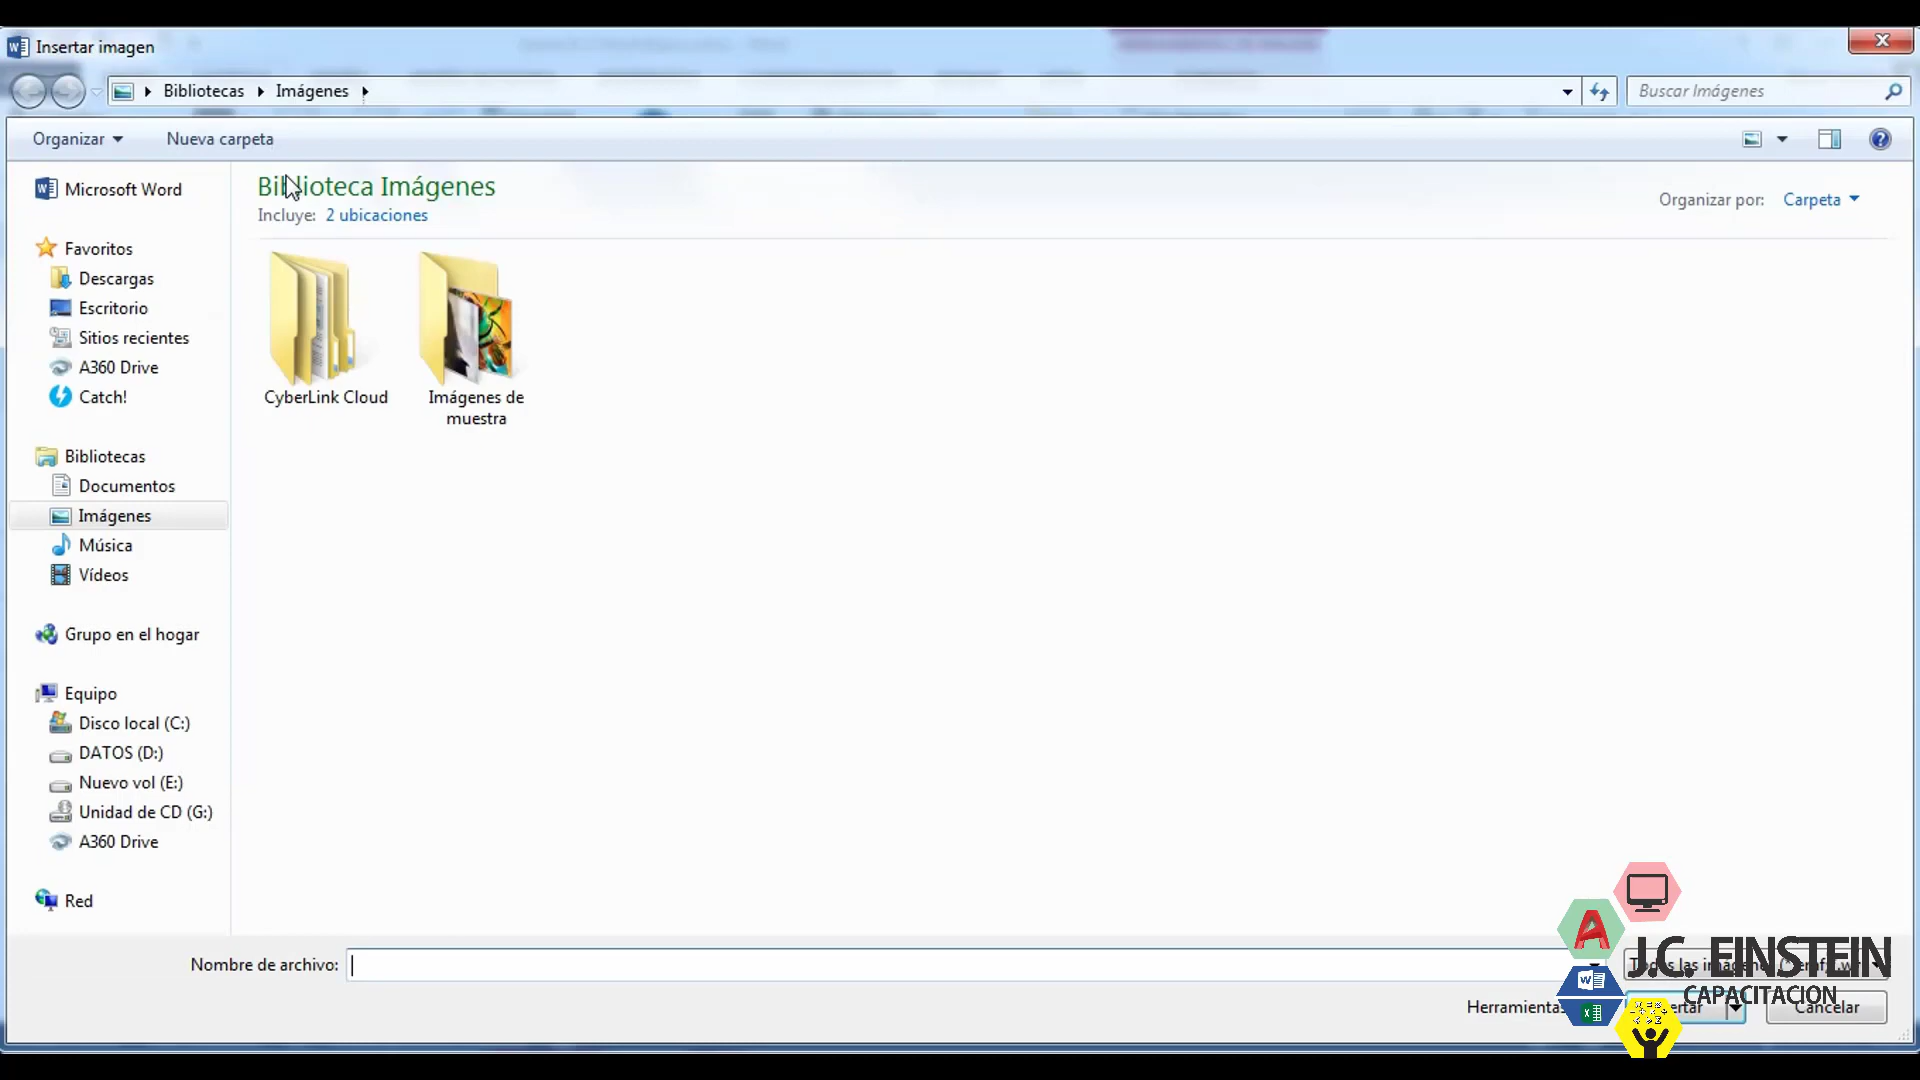 Insertar imagen
Bibliotecas Imágenes
Buscar Imágenes
Organizar Nueva carpeta
Microsoft Word
Favoritos
Descargas
Escritorio
Sitios recientes
A360 Drive
Catch!
Bibliotecas
Documentos
Imágenes
Música
Vídeos
Grupo en el hogar
Equipo
Disco local (C:)
DATOS (D:)
Nuevo vol (E:)
Unidad de CD (G:)
A360 Drive
Red
Biblioteca Imágenes
Incluye: 2 ubicaciones
Organizar por: Carpeta
CyberLink Cloud
Imágenes de
muestra
Nombre de archivo:
Herramientas
Cancelar
J.C. EINSTEIN
CAPACITACION